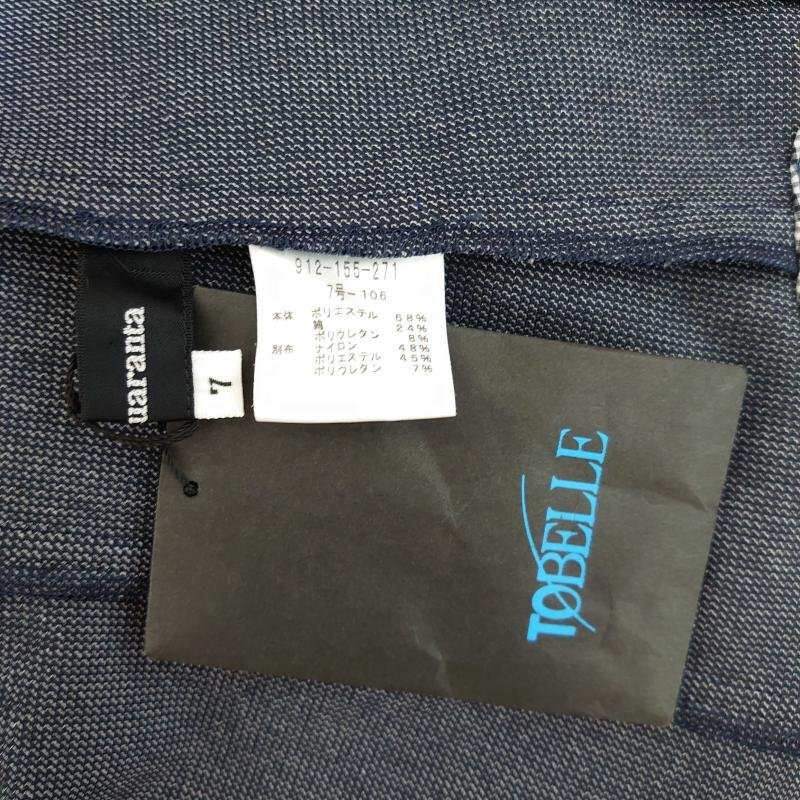 912-155-271
7号-106
本体 ポリエステル 68%
綿 24%
ポリウレタン 8%
別布 ナイロン 48%
ポリエステル 45%
ポリウレタン 7%
uaranta
7
TOBELLE